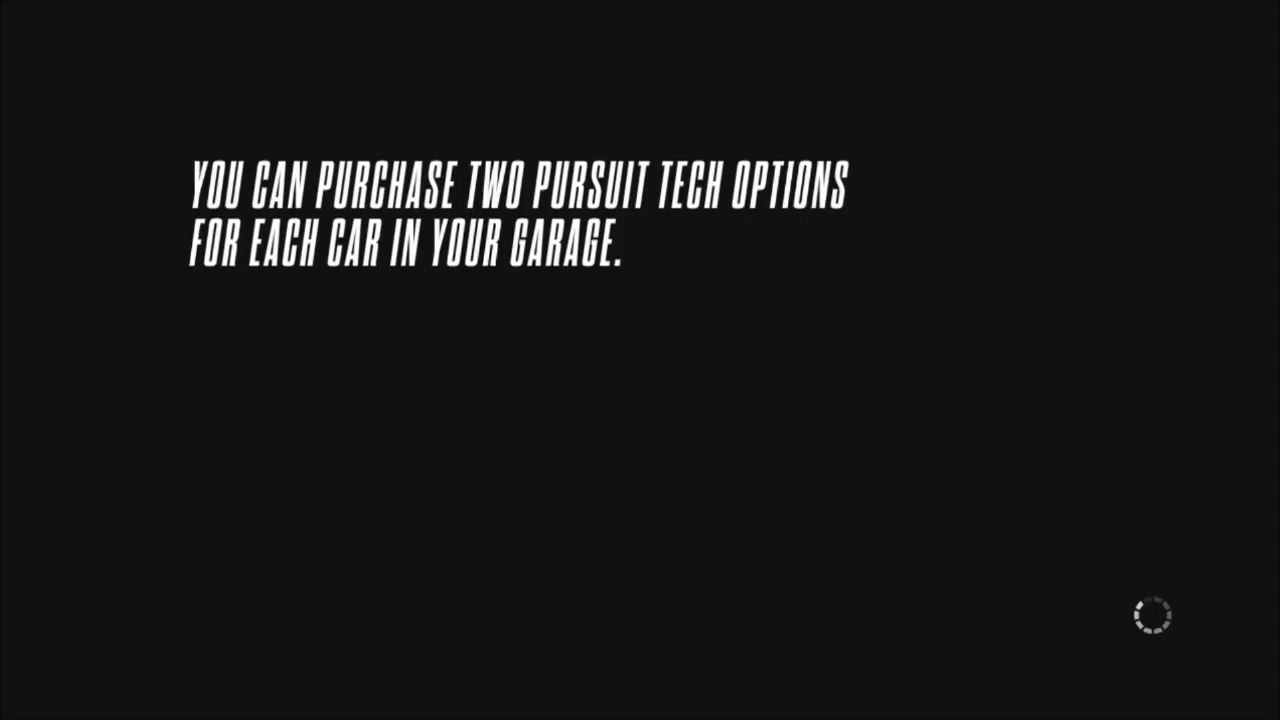 YOU CAN PURCHASE TWO PURSUIT TECH OPTIONS
FOR EACH CAR IN YOUR GARAGE.